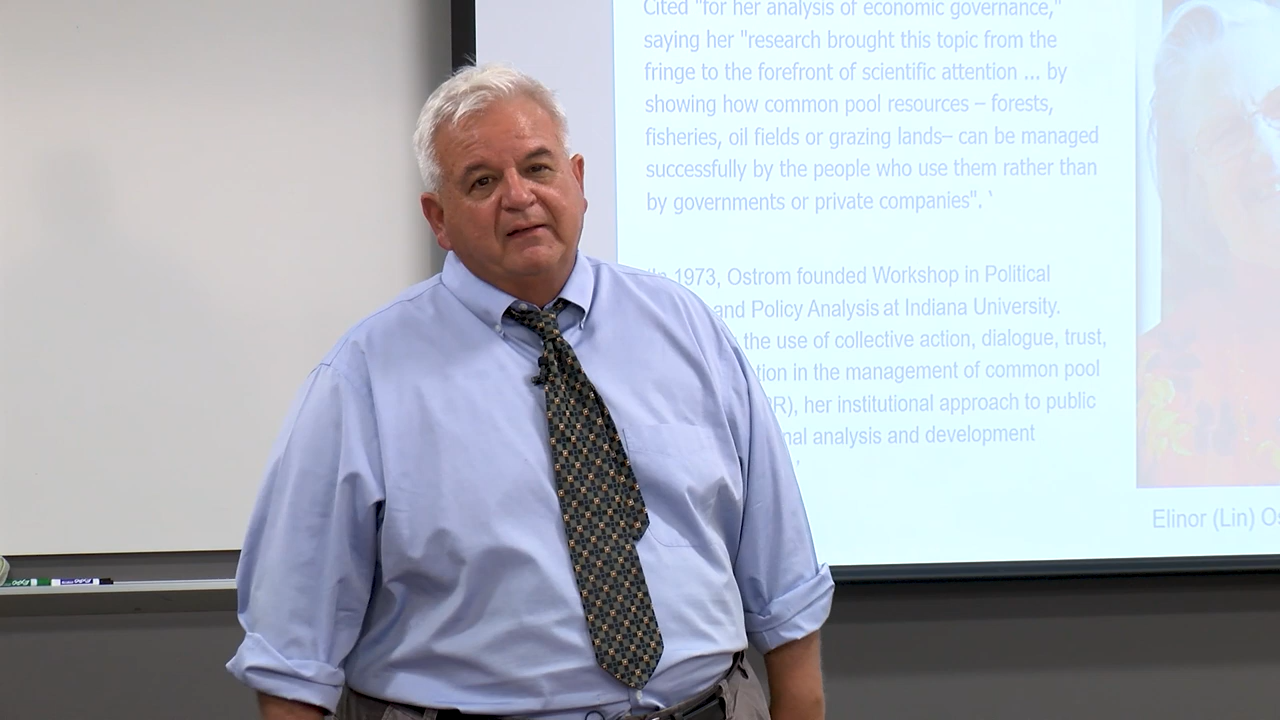 Cited "for her analysis of economic governance,"
saying her "research brought this topic from the
fringe to the forefront of scientific attention ... by
showing how common pool resources – forests,
fisheries, oil fields or grazing lands– can be managed
successfully by the people who use them rather than
by governments or private companies". `
1973, Ostrom founded Workshop in Political
and Policy Analysis at Indiana University.
the use of collective action, dialogue, trust,
in the management of common pool
her institutional approach to public
analysis and development
Elinor (Lin)